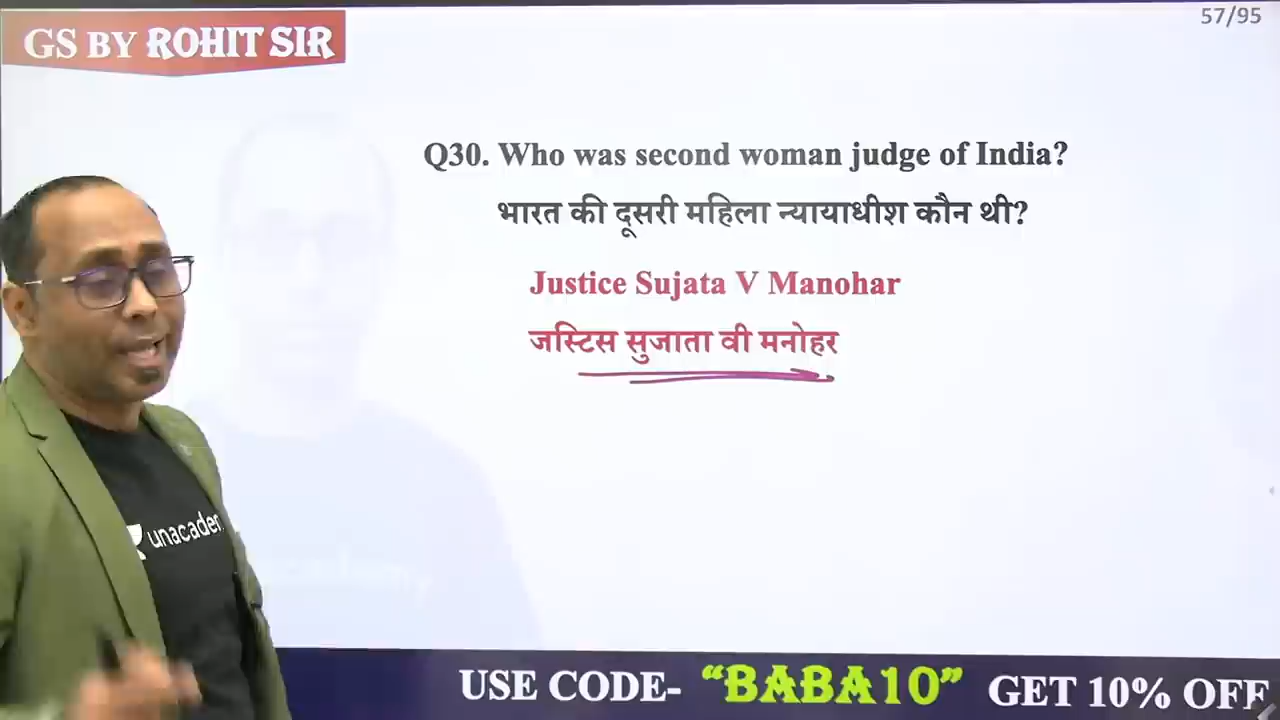 GS BY ROHIT SIR
57/95
Q30. Who was second woman judge of India?
भारत की दूसरी महिला न्यायाधीश कौन थी?
Justice Sujata V Manohar
जस्टिस सुजाता वी मनोहर
unacadem
USE CODE- “BABA10” GET 10% OFF